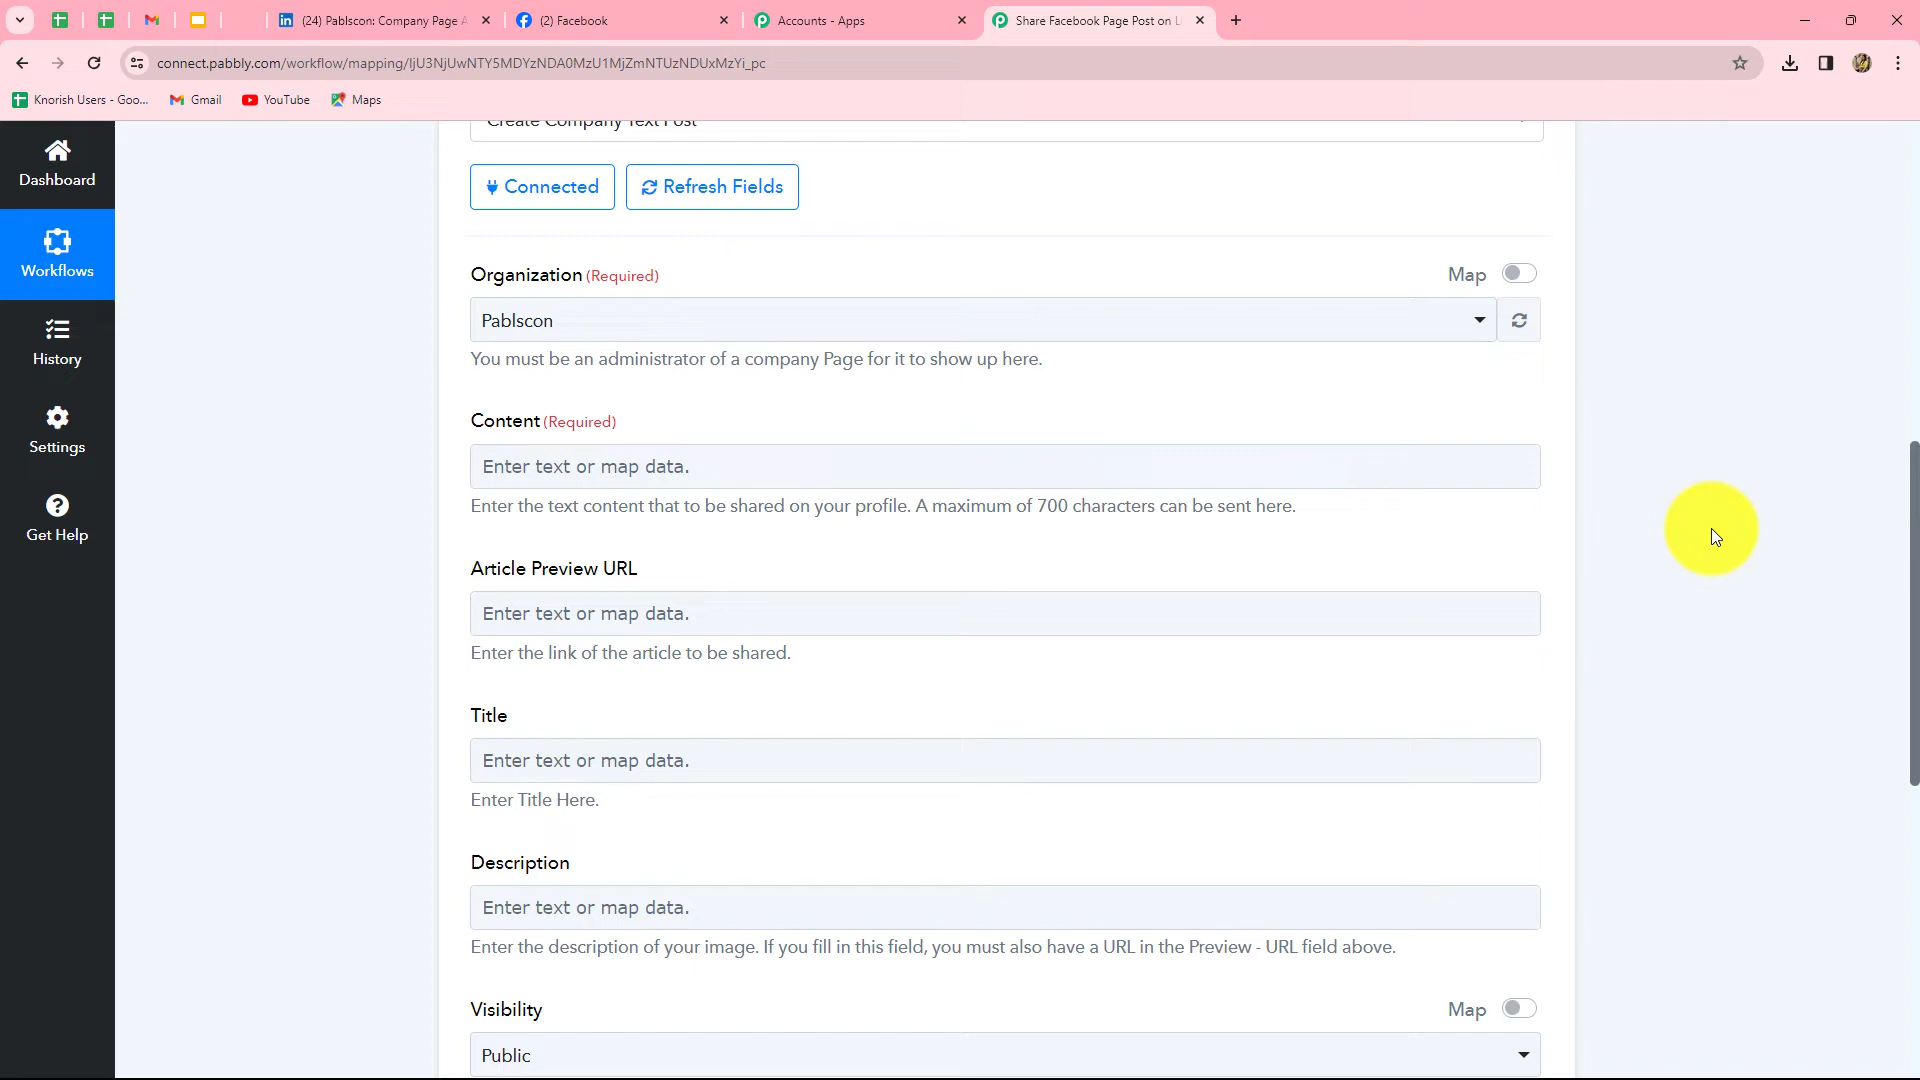 (24) Pablscon: Company Page A
(2) Facebook
Accounts - Apps
Share Facebook Page Post on Li
connect.pabbly.com/workflow/mapping/IjU3NjUwNTY5MDYzNDA0MzU1MjZmNTUzNDUxMzYi_pc
Knorish Users - Goo...
Gmail
YouTube
Maps
Create Company Text Post
Connected
Refresh Fields
Dashboard
Workflows
History
Settings
Get Help
Organization (Required)
Map
Pablscon
You must be an administrator of a company Page for it to show up here.
Content (Required)
Enter text or map data.
Enter the text content that to be shared on your profile. A maximum of 700 characters can be sent here.
Article Preview URL
Enter text or map data.
Enter the link of the article to be shared.
Title
Enter text or map data.
Enter Title Here.
Description
Enter text or map data.
Enter the description of your image. If you fill in this field, you must also have a URL in the Preview - URL field above.
Visibility
Map
Public